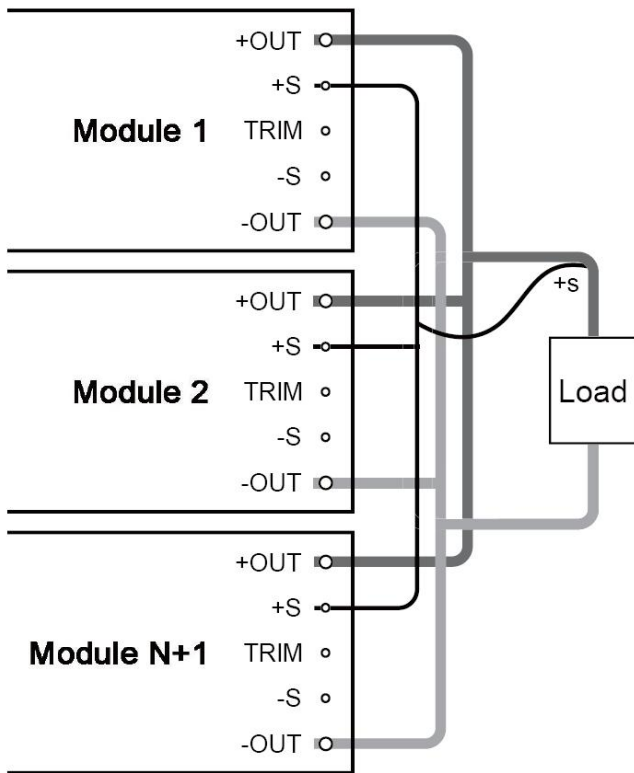 +OUT
+S
Module 1 TRIM
-S
-OUT
+OUT
+s
+S
Module 2 TRIM
Load
-S
-OUT
+OUT
+S
Module N+1 TRIM
-S
-OUT